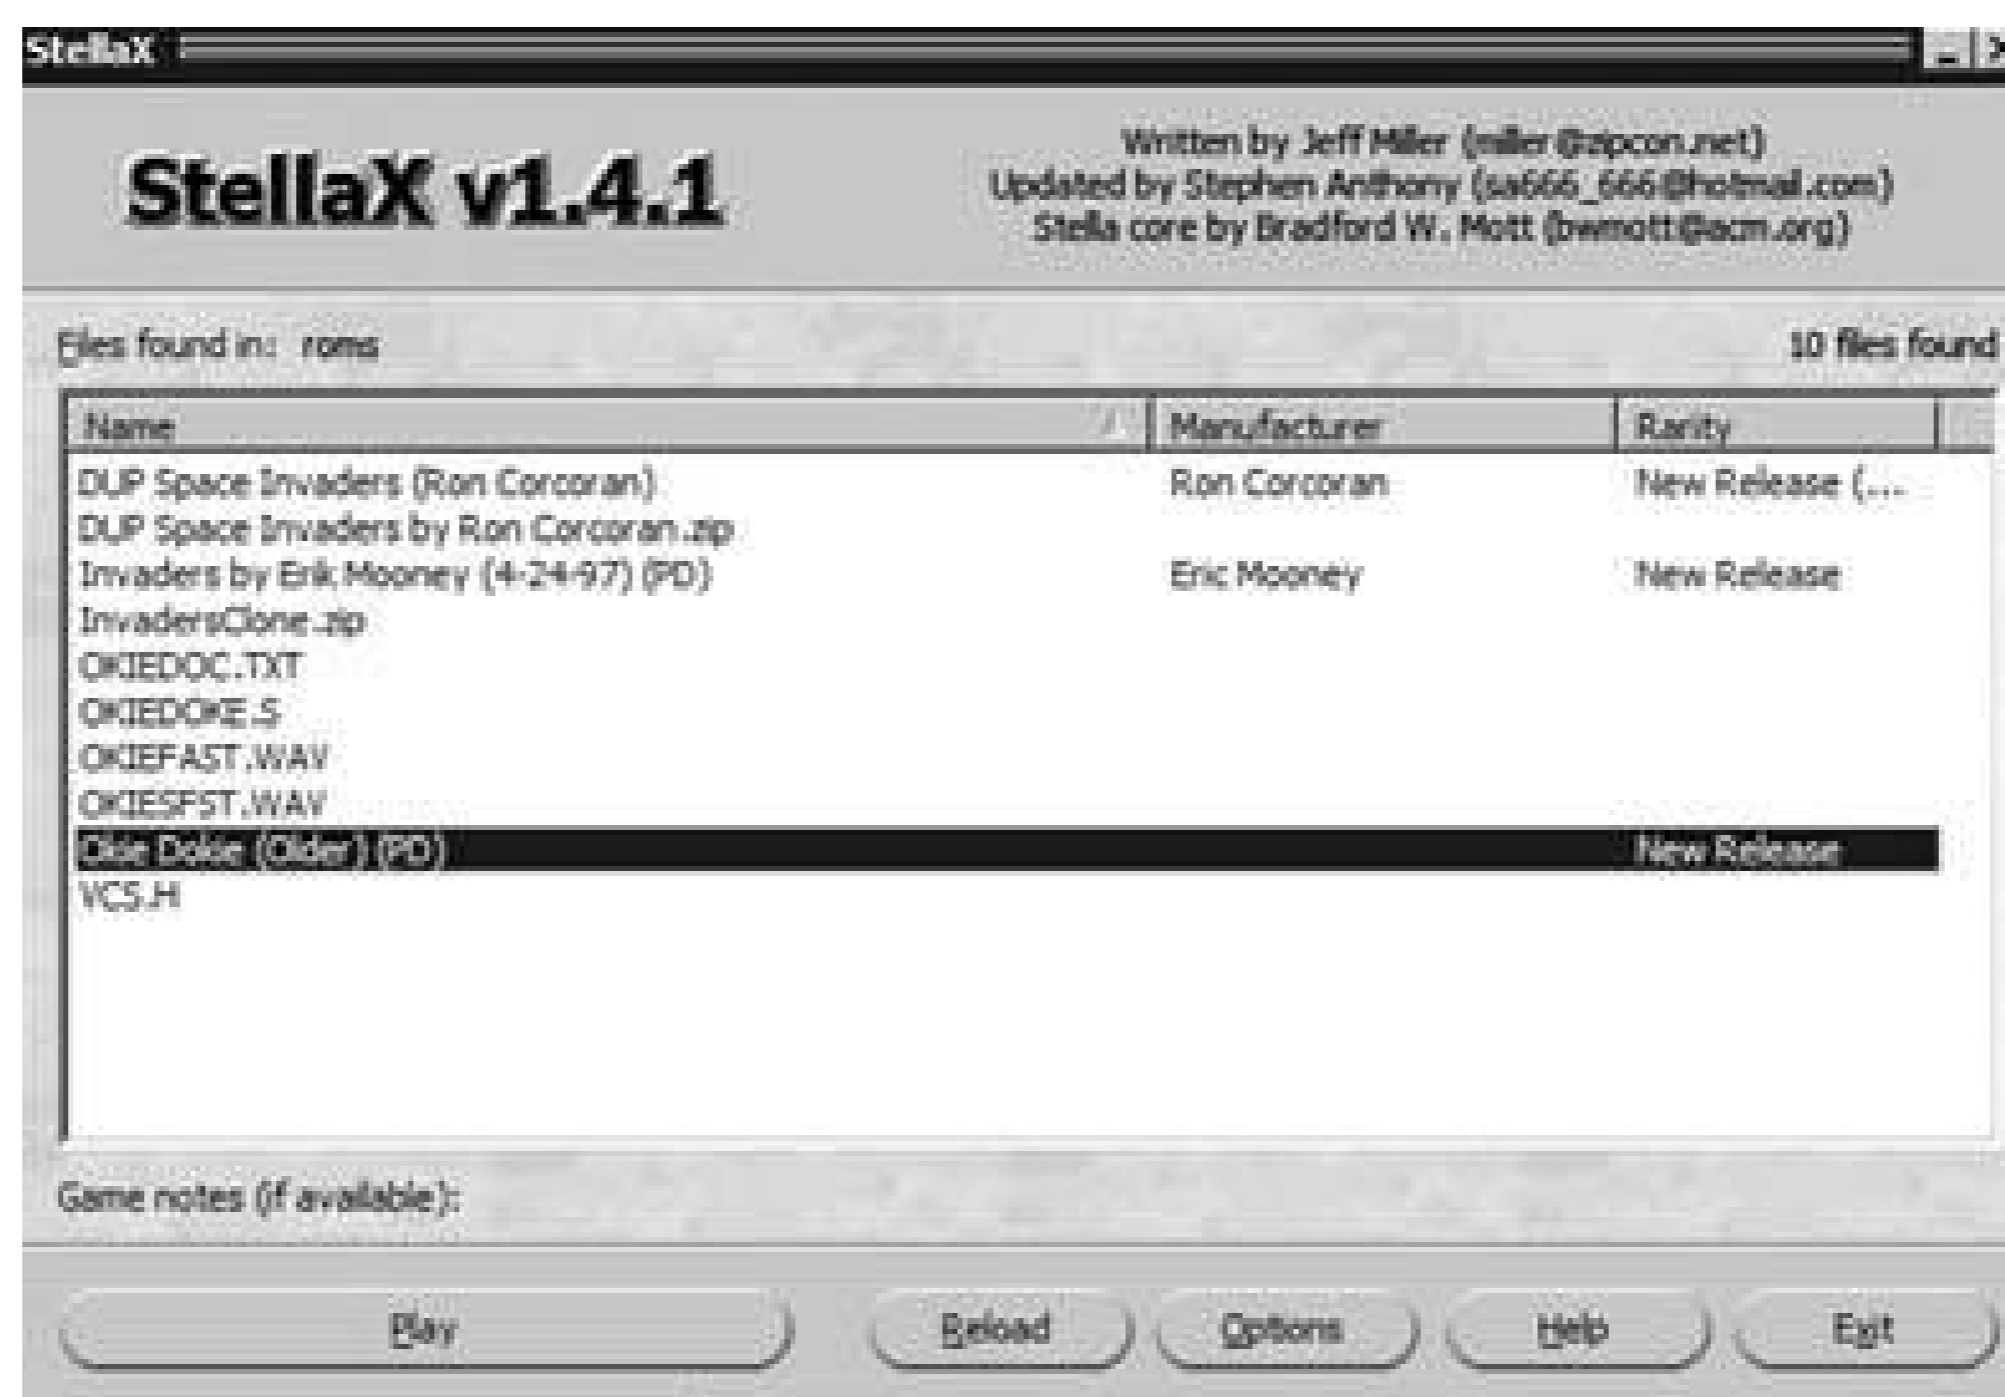 StellaX
StellaX v1.4.1
Written by Jeff Miller (miller@zipcon.net)
Updated by Stephen Anthony (sa666_666@hotmail.com)
Stella core by Bradford W. Mott (bwmott@acm.org)
Files found in: roms
10 files found
Name Manufacturer Rarity
DUP Space Invaders (Ron Corcoran) Ron Corcoran New Release (...
DUP Space Invaders by Ron Corcoran.zip
Invaders by Erik Mooney (4-24-97) (PD) Eric Mooney New Release
InvadersClone.zip
OKIEDOC.TXT
OKIEDOKE.S
OKIEFAST.WAV
OKIESFST.WAV
Okie Dokie (Older) (PD) New Release
VCS.H
Game notes (if available):
Play Reload Options Help Exit